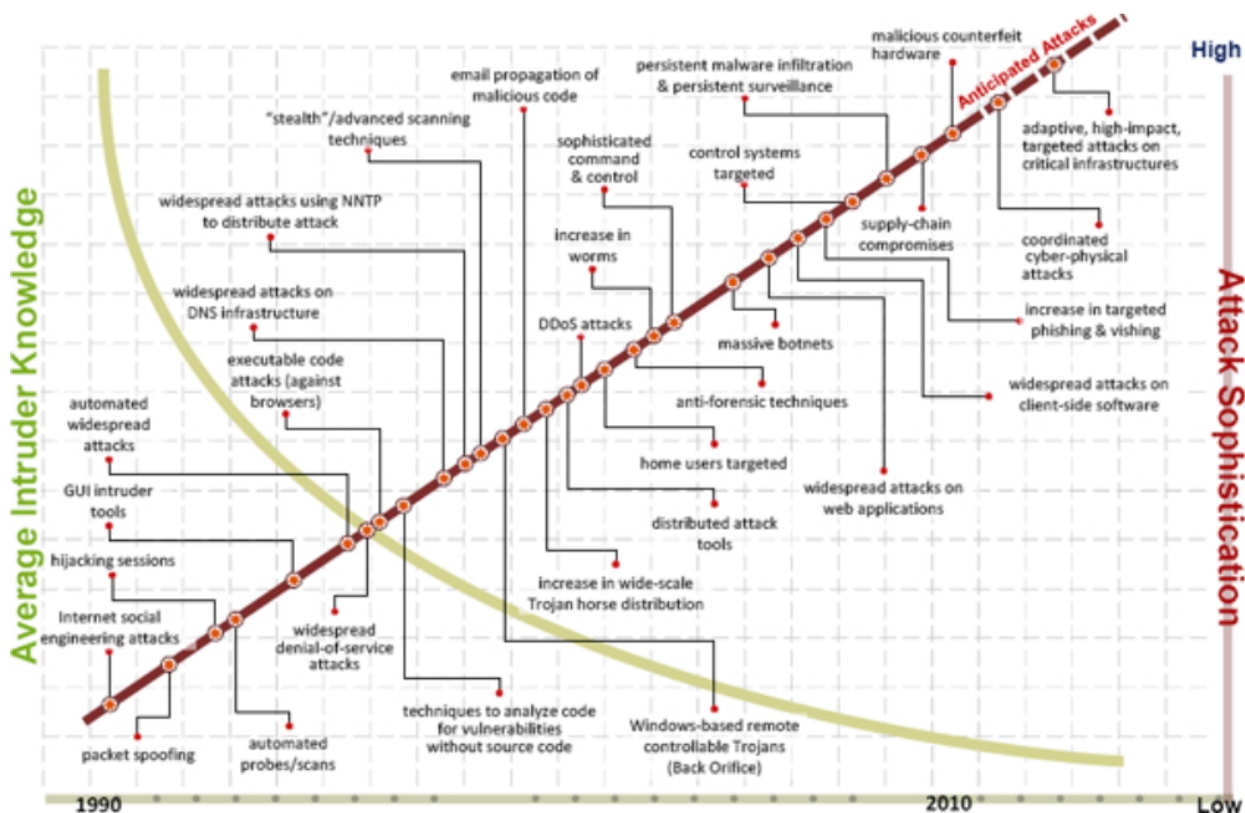 High
Average Intruder Knowledge
Attack Sophistication
Anticipated Attacks
malicious counterfeit
hardware
persistent malware infiltration
& persistent surveillance
email propagation of
malicious code
"stealth"/advanced scanning
techniques
sophisticated
command
& control
control systems
targeted
adaptive, high-impact,
targeted attacks on
critical infrastructures
widespread attacks using NNTP
to distribute attack
increase in
worms
supply-chain
compromises
coordinated
cyber-physical
attacks
widespread attacks on
DNS infrastructure
DDoS attacks
massive botnets
increase in targeted
phishing & vishing
executable code
attacks (against
browsers)
anti-forensic techniques
widespread attacks on
client-side software
automated
widespread
attacks
home users targeted
widespread attacks on
web applications
GUI intruder
tools
distributed attack
tools
hijacking sessions
increase in wide-scale
Trojan horse distribution
Internet social
engineering attacks
widespread
denial-of-service
attacks
techniques to analyze code
for vulnerabilities
without source code
Windows-based remote
controllable Trojans
(Back Orifice)
packet spoofing
automated
probes/scans
1990
2010
Low